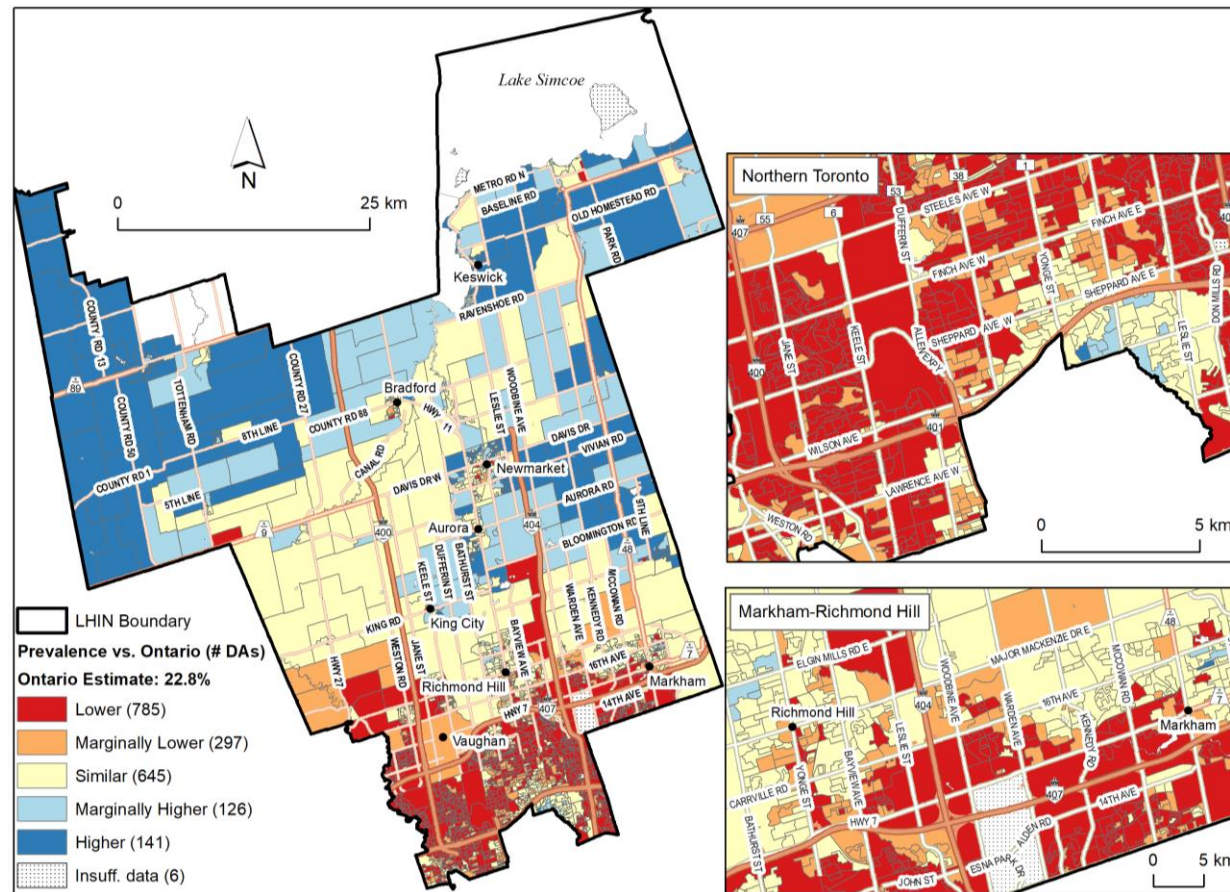 Lake Simcoe
N
0
25 km
METRO RD N
BASELINE RD
OLD HOMESTEAD RD
PARK RD
Keswick
RAVENSHOE RD
COUNTY RD 13
89
TOTTENHAM RD
COUNTY RD 27
COUNTY RD 50
8TH LINE
COUNTY RD 88
Bradford
HWY 11
LESLIE ST
WOODBINE AVE
COUNTY RD 1
5TH LINE
CANAL RD
DAVIS DR
VIVIAN RD
Newmarket
DAVIS DR W
AURORA RD
9TH LINE
9
400
Aurora
404
BLOOMINGTON RD
48
KEELE ST
DUFFERIN ST
BATHURST ST
King City
KING RD
HWY 27
WESTON RD
JANE ST
BAYVIEW AVE
WARDEN AVE
KENNEDY RD
MCCOWAN RD
16TH AVE
7
Richmond Hill
Markham
14TH AVE
HWY 7
407
Vaughan
LHIN Boundary
Prevalence vs. Ontario (# DAs)
Ontario Estimate: 22.8%
Lower (785)
Marginally Lower (297)
Similar (645)
Marginally Higher (126)
Higher (141)
Insuff. data (6)
Northern Toronto
1
38
53
6
55
407
DUFFERIN ST
STEELES AVE W
FINCH AVE E
FINCH AVE W
YONGE ST
SHEPPARD AVE E
DON MILLS RD
JANE ST
KEELE ST
ALLEN EXPY
SHEPPARD AVE W
LESLIE ST
400
401
WILSON AVE
LAWRENCE AVE W
WESTON RD
0
5 km
Markham-Richmond Hill
48
ELGIN MILLS RD E
MAJOR MACKENZIE DR E
WOODBINE AVE
MCCOWAN RD
404
WARDEN AVE
16TH AVE
7
Richmond Hill
LESLIE ST
KENNEDY RD
Markham
CARRVILLE RD
YONGE ST
BAYVIEW AVE
BATHURST ST
HWY 7
407
14TH AVE
ALDEN RD
ESNA PARK DR
JOHN ST
0
5 km